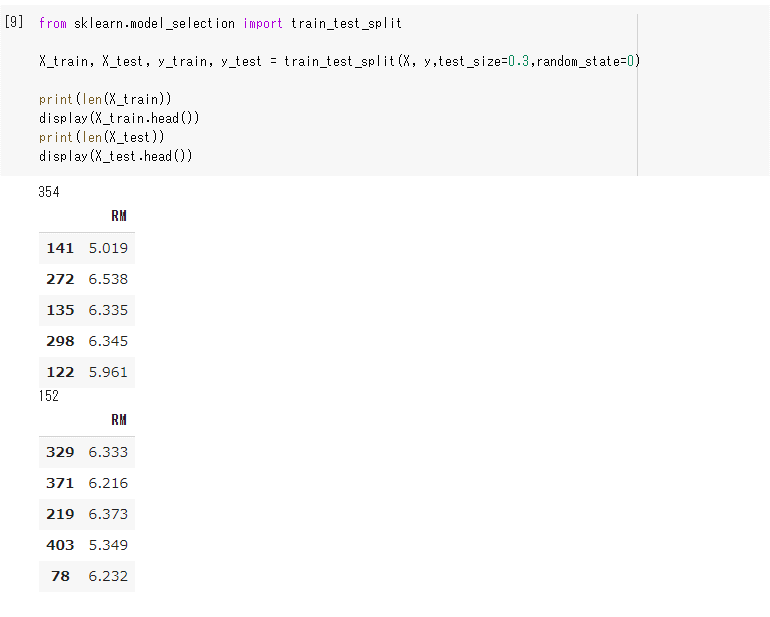 [9] from sklearn.model_selection import train_test_split
X_train, X_test, y_train, y_test = train_test_split(X, y,test_size=0.3,random_state=0)
print(len(X_train))
display(X_train.head())
print(len(X_test))
display(X_test.head())
354
RM
141 5.019
272 6.538
135 6.335
298 6.345
122 5.961
152
RM
329 6.333
371 6.216
219 6.373
403 5.349
78 6.232